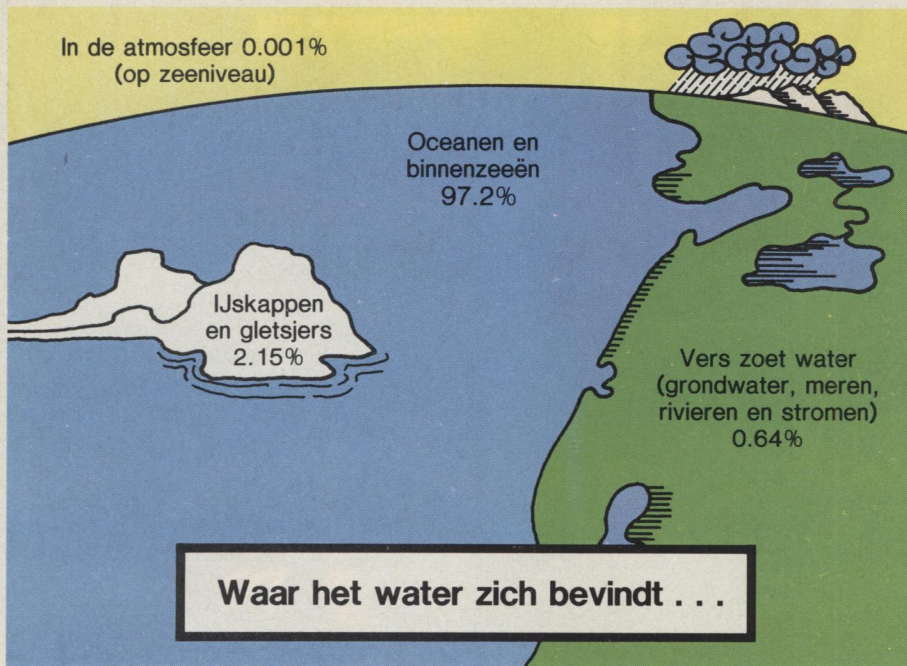 In de atmosfeer 0.001%
(op zeeniveau)
Oceanen en
binnenzeeën
97.2%
IJskappen
en gletsjers
2.15%
Vers zoet water
(grondwater, meren,
rivieren en stromen)
0.64%
Waar het water zich bevindt . . .